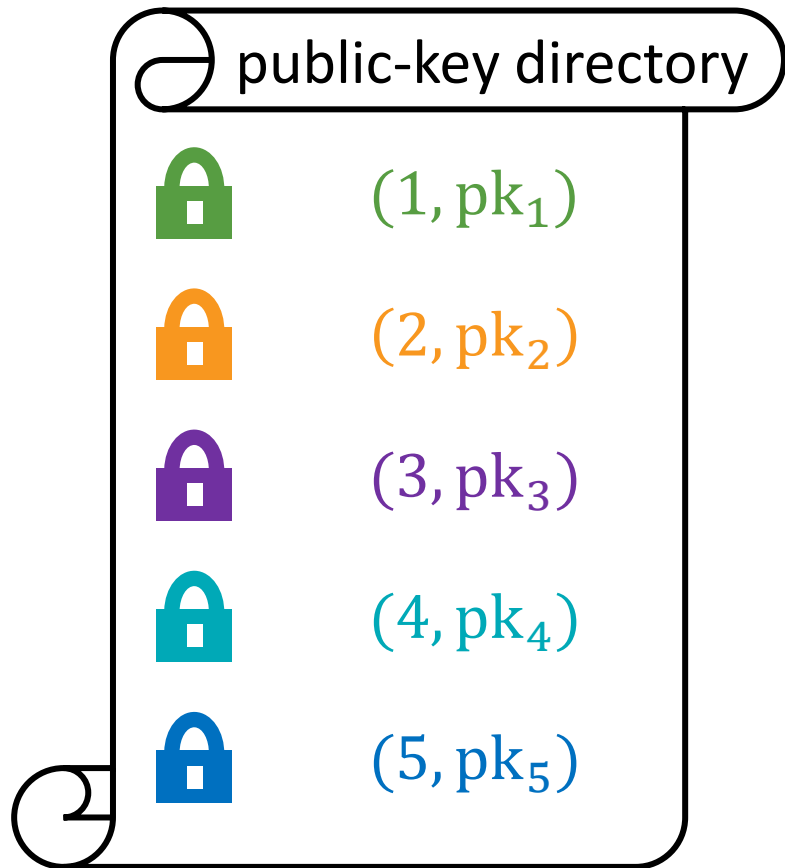 public-key directory
(1, pk₁)
(2, pk₂)
(3, pk₃)
(4, pk₄)
(5, pk₅)